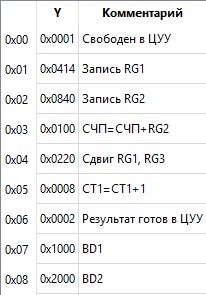 Y Комментарий
0x00 0x0001 Свободен в ЦУУ
0x01 0x0414 Запись RG1
0x02 0x0840 Запись RG2
0x03 0x0100 СЧП=СЧП+RG2
0x04 0x0220 Сдвиг RG1, RG3
0x05 0x0008 СТ1=СТ1+1
0x06 0x0002 Результат готов в ЦУУ
0x07 0x1000 BD1
0x08 0x2000 BD2